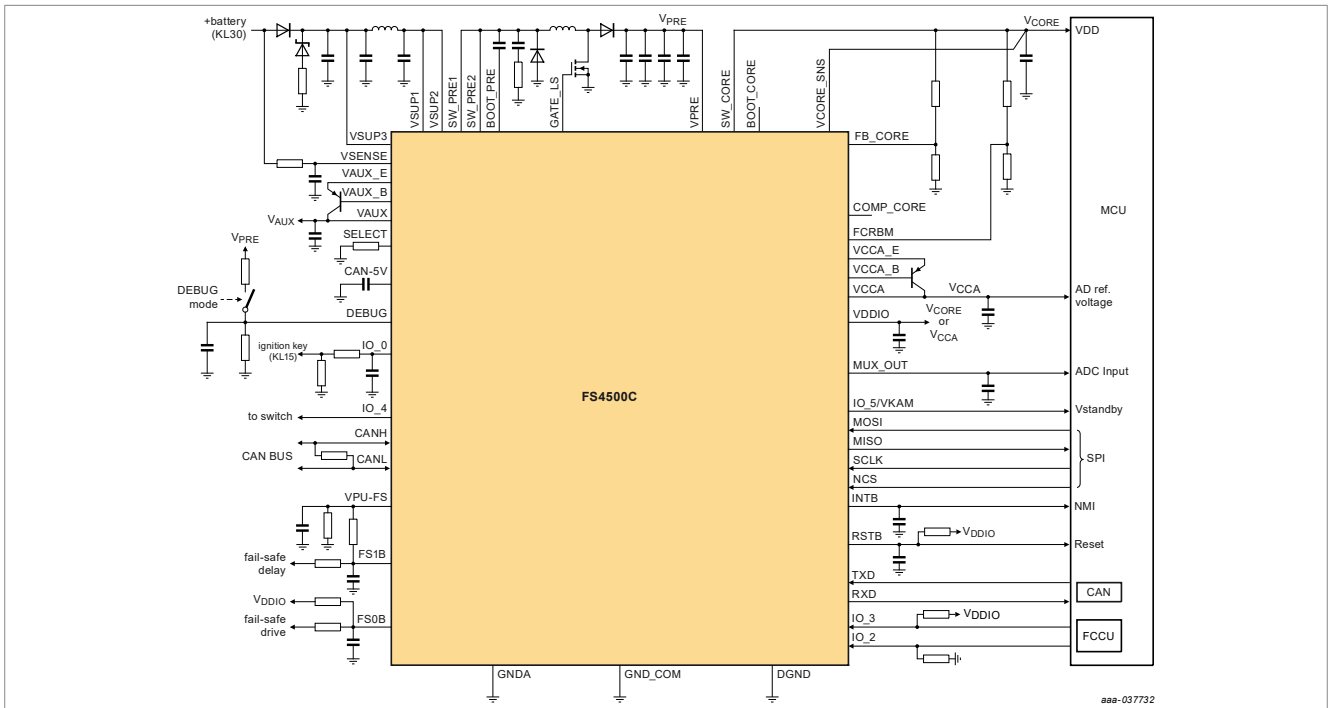 +battery
(KL30)
VPRE
VCORE
VDD
VSUP1
VSUP2
SW_PRE1
SW_PRE2
BOOT_PRE
GATE_LS
VPRE
SW_CORE
BOOT_CORE
VCORE_SNS
VSUP3
VSENSE
VAUX_E
VAUX_B
VAUX
VAUX
SELECT
VPRE
CAN-5V
DEBUG
mode
DEBUG
ignition key
(KL15)
IO_0
to switch
IO_4
CANH
CAN BUS
CANL
VPU-FS
fail-safe
delay
FS1B
VDDIO
fail-safe
drive
FS0B
FS4500C
GNDA
GND_COM
DGND
FB_CORE
COMP_CORE
FCRBM
VCCA_E
VCCA_B
VCCA
VCCA
VDDIO
VCORE
or
VCCA
MUX_OUT
IO_5/VKAM
MOSI
MISO
SCLK
NCS
INTB
RSTB
VDDIO
TXD
RXD
IO_3
VDDIO
IO_2
MCU
AD ref.
voltage
ADC Input
Vstandby
SPI
NMI
Reset
CAN
FCCU
aaa-037732